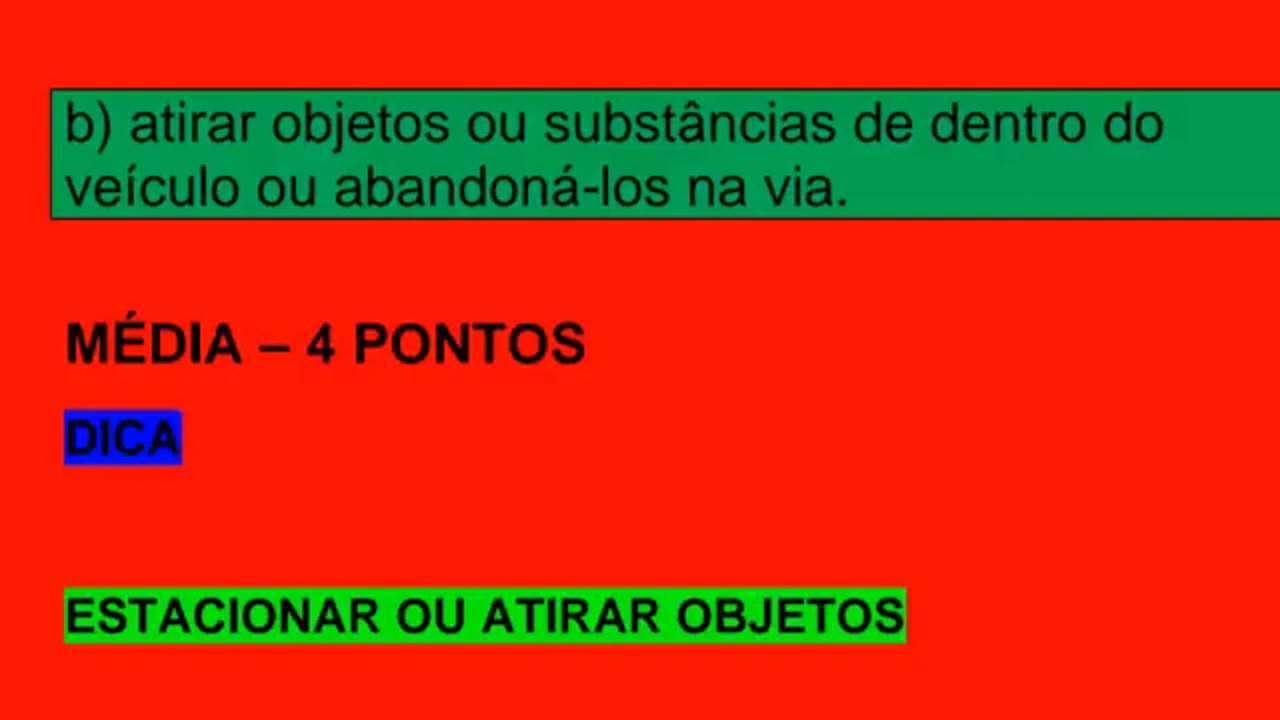 b) atirar objetos ou substâncias de dentro do
veículo ou abandoná-los na via.
MÉDIA – 4 PONTOS
DICA
ESTACIONAR OU ATIRAR OBJETOS